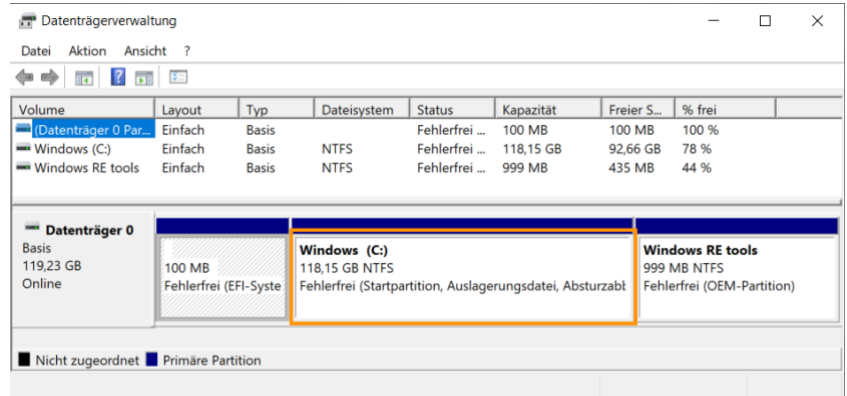 Datenträgerverwaltung
Datei Aktion Ansicht ?
Volume Layout Typ Dateisystem Status Kapazität Freier S... % frei
(Datenträger 0 Par... Einfach Basis Fehlerfrei ... 100 MB 100 MB 100 %
Windows (C:) Einfach Basis NTFS Fehlerfrei ... 118,15 GB 92,66 GB 78 %
Windows RE tools Einfach Basis NTFS Fehlerfrei ... 999 MB 435 MB 44 %
Datenträger 0
Basis
119,23 GB
Online
100 MB
Fehlerfrei (EFI-Syste
Windows (C:)
118,15 GB NTFS
Fehlerfrei (Startpartition, Auslagerungsdatei, Absturzabb
Windows RE tools
999 MB NTFS
Fehlerfrei (OEM-Partition)
Nicht zugeordnet Primäre Partition